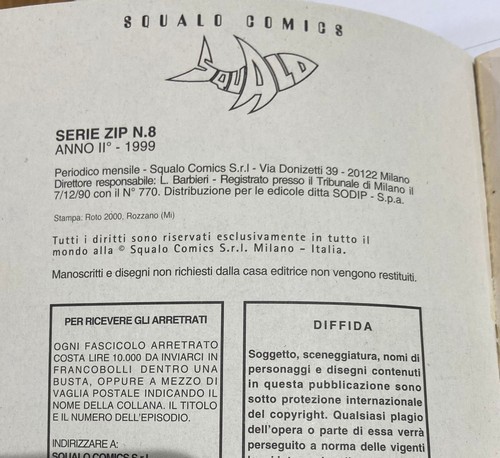 SQUALO COMICS
SQUALO
SERIE ZIP N.8
ANNO II° - 1999
Periodico mensile - Squalo Comics S.r.l - Via Donizetti 39 - 20122 Milano
Direttore responsabile: L. Barbieri - Registrato presso il Tribunale di Milano il
7/12/90 con il N° 770. Distribuzione per le edicole ditta SODIP - S.p.a.
Stampa: Roto 2000, Rozzano (Mi)
Tutti i diritti sono riservati esclusivamente in tutto il
mondo alla © Squalo Comics S.r.l. Milano - Italia.
Manoscritti e disegni non richiesti dalla casa editrice non vengono restituiti.
PER RICEVERE GLI ARRETRATI
OGNI FASCICOLO ARRETRATO
COSTA LIRE 10.000 DA INVIARCI IN
FRANCOBOLLI DENTRO UNA
BUSTA, OPPURE A MEZZO DI
VAGLIA POSTALE INDICANDO IL
NOME DELLA COLLANA. IL TITOLO
E IL NUMERO DELL'EPISODIO.
INDIRIZZARE A:
SQUALO COMICS S.r.l.
DIFFIDA
Soggetto, sceneggiatura, nomi di
personaggi e disegni contenuti
in questa pubblicazione sono
sotto protezione internazionale
del copyright. Qualsiasi plagio
dell'opera o parte di essa verrà
perseguito a norma delle vigenti